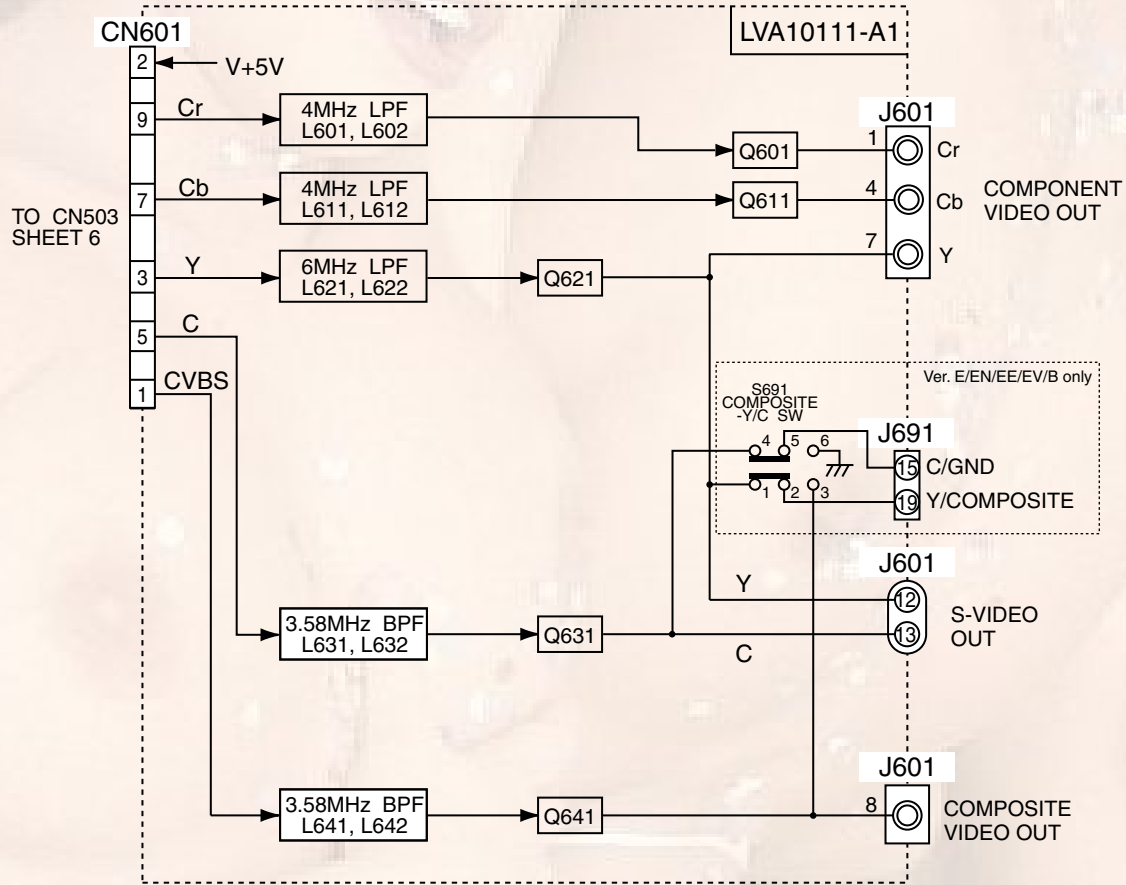 LVA10111-A1
CN601
2
V+5V
9
Cr
4MHz LPF
L601, L602
Q601
J601
1
Cr
7
Cb
4MHz LPF
L611, L612
Q611
4
Cb
COMPONENT
VIDEO OUT
TO CN503
SHEET 6
3
Y
6MHz LPF
L621, L622
Q621
7
Y
5
C
1
CVBS
Ver. E/EN/EE/EV/B only
S691
COMPOSITE
-Y/C SW
4
5
6
1
2
3
J691
15
C/GND
19
Y/COMPOSITE
J601
Y
12
3.58MHz BPF
L631, L632
Q631
C
13
S-VIDEO
OUT
J601
3.58MHz BPF
L641, L642
Q641
8
COMPOSITE
VIDEO OUT